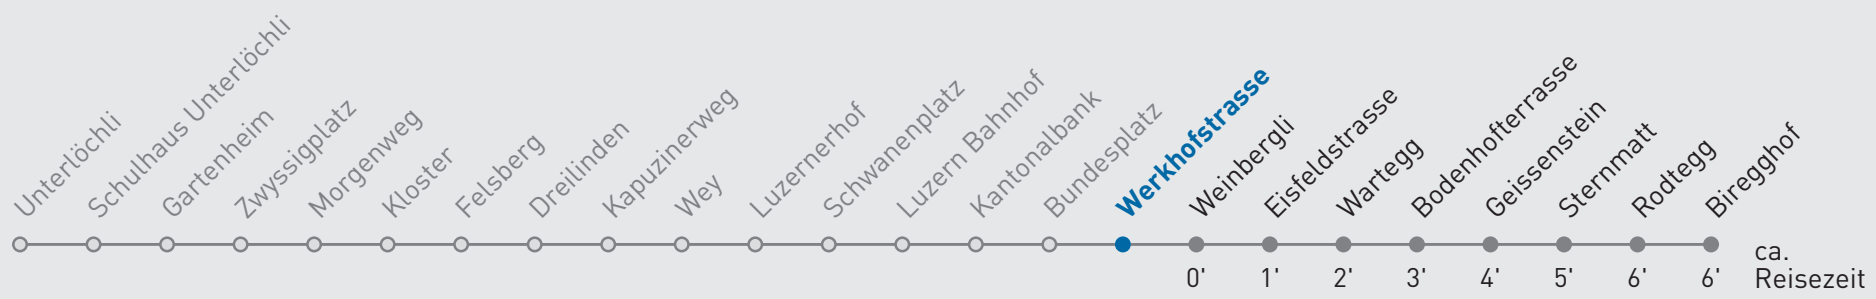 Unterlöchli
Schulhaus Unterlöchli
Gartenheim
Zwyssigplatz
Morgenweg
Kloster
Felsberg
Dreilinden
Kapuzinerweg
Wey
Luzernerhof
Schwanenplatz
Luzern Bahnhof
Kantonalbank
Bundesplatz
Werkhofstrasse
Weinbergli
Eisfeldstrasse
Wartegg
Bodenhofterrasse
Geissenstein
Sternmatt
Rodtegg
Biregghof
0' 1' 2' 3' 4' 5' 6' 6'
ca.
Reisezeit